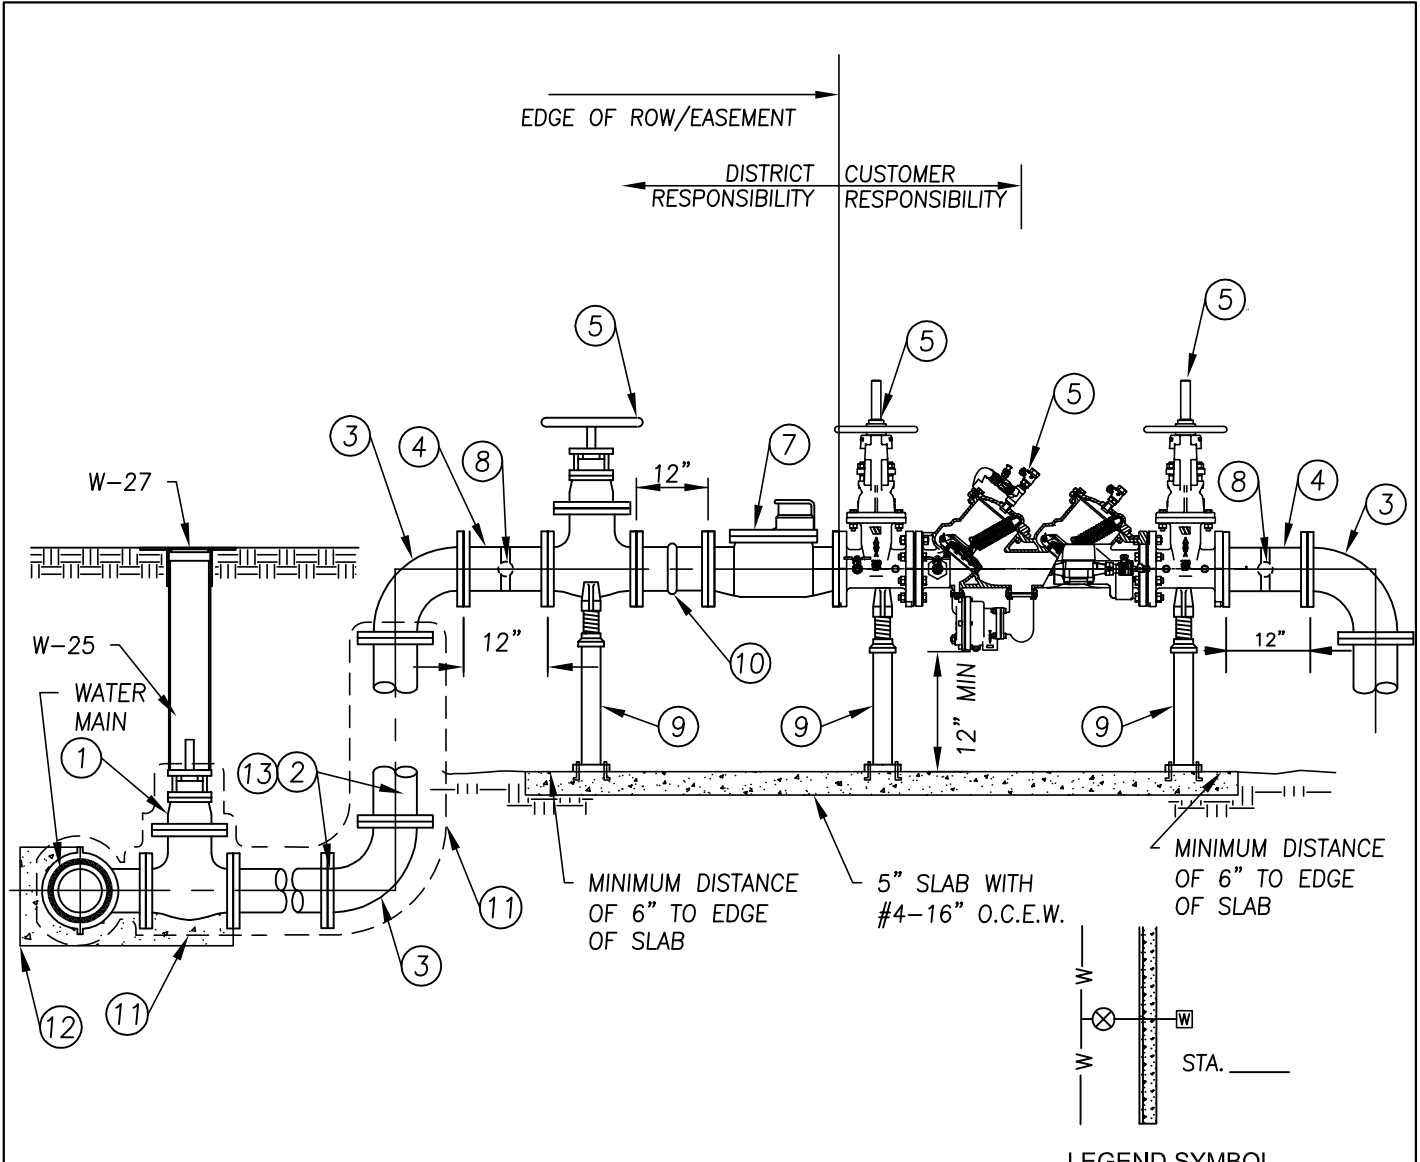 EDGE OF ROW/EASEMENT
DISTRICT RESPONSIBILITY
CUSTOMER RESPONSIBILITY
5
5
5
5
3
4
8
12"
7
8
4
3
W-27
W-25
WATER
MAIN
12"
10
12" MIN
12"
1
13
2
9
9
9
MINIMUM DISTANCE
OF 6" TO EDGE
OF SLAB
5" SLAB WITH
#4-16" O.C.E.W.
MINIMUM DISTANCE
OF 6" TO EDGE
OF SLAB
11
3
12
11
W
W
W
STA.
LEGEND SYMBOL